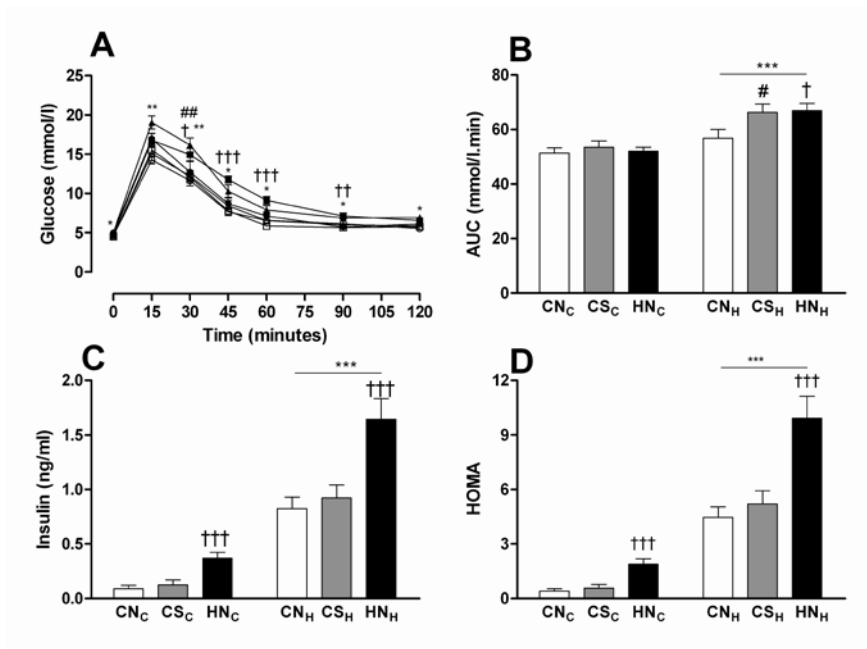 A
Glucose (mmol/l)
25
20
15
10
5
0
* ** ## † ** ††† * ††† * †† * *
0 15 30 45 60 75 90 105 120
Time (minutes)
B
AUC (mmol/l.min)
80
60
40
20
0
***
# †
CNC CSC HNC CNH CSH HNH
C
Insulin (ng/ml)
2.0
1.5
1.0
0.5
0.0
***
††† †††
CNC CSC HNC CNH CSH HNH
D
HOMA
12
9
6
3
0
***
††† †††
CNC CSC HNC CNH CSH HNH